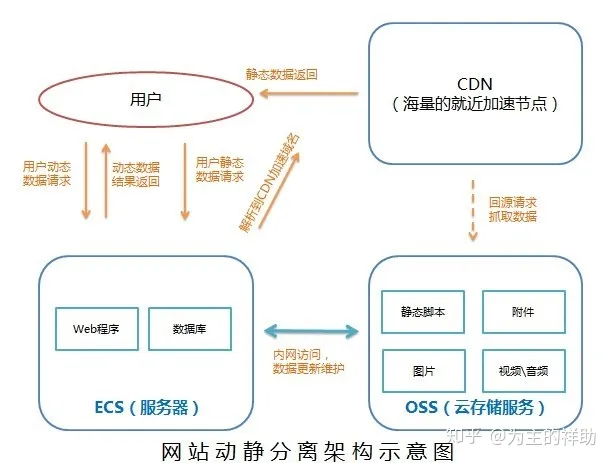 静态数据返回
CDN
（海量的就近加速节点）
用户
用户动态
数据请求
动态数据
结果返回
用户静态
数据请求
解析到CDN加速域名
回源请求
抓取数据
Web程序
数据库
静态脚本
附件
图片
视频\音频
内网访问，
数据更新维护
ECS（服务器）
OSS（云存储服务）
知乎 @为主的祥助
网站动静分离架构示意图